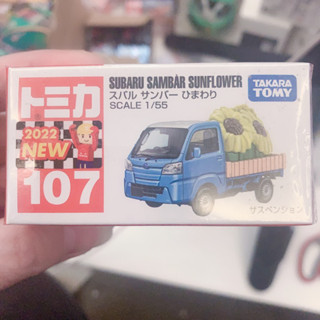 トミカ
2022
NEW
107
SUBARU SAMBAR SUNFLOWER
スバル サンバー ひまわり
SCALE 1/55
TAKARA
TOMY
サスペンション